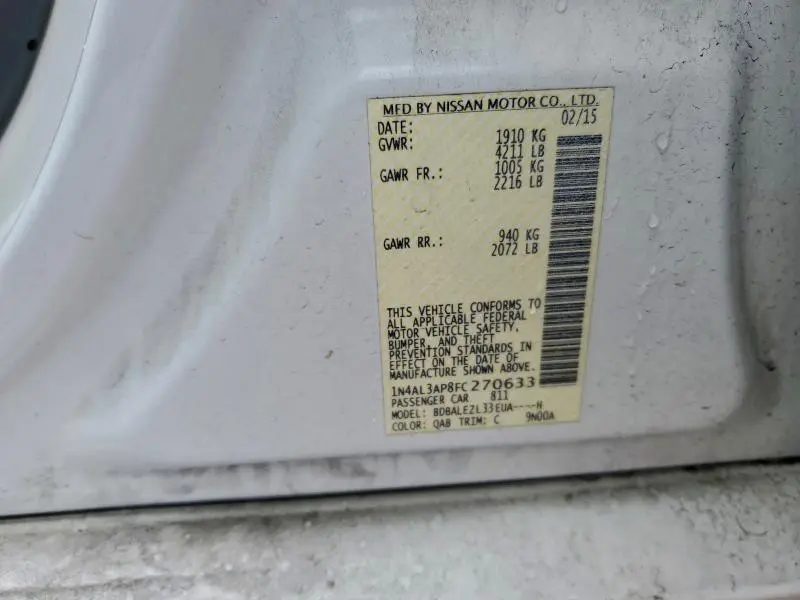 MFD BY NISSAN MOTOR CO., LTD.
DATE: 02/15
GVWR: 1910 KG
4211 LB
GAWR FR.: 1005 KG
2216 LB
GAWR RR.: 940 KG
2072 LB
THIS VEHICLE CONFORMS TO
ALL APPLICABLE FEDERAL
MOTOR VEHICLE SAFETY,
BUMPER, AND THEFT
PREVENTION STANDARDS IN
EFFECT ON THE DATE OF
MANUFACTURE SHOWN ABOVE.
1N4AL3AP8FC270633
PASSENGER CAR 811
MODEL: BDBALEZL33EUA----H
COLOR: QAB TRIM: C 9N00A